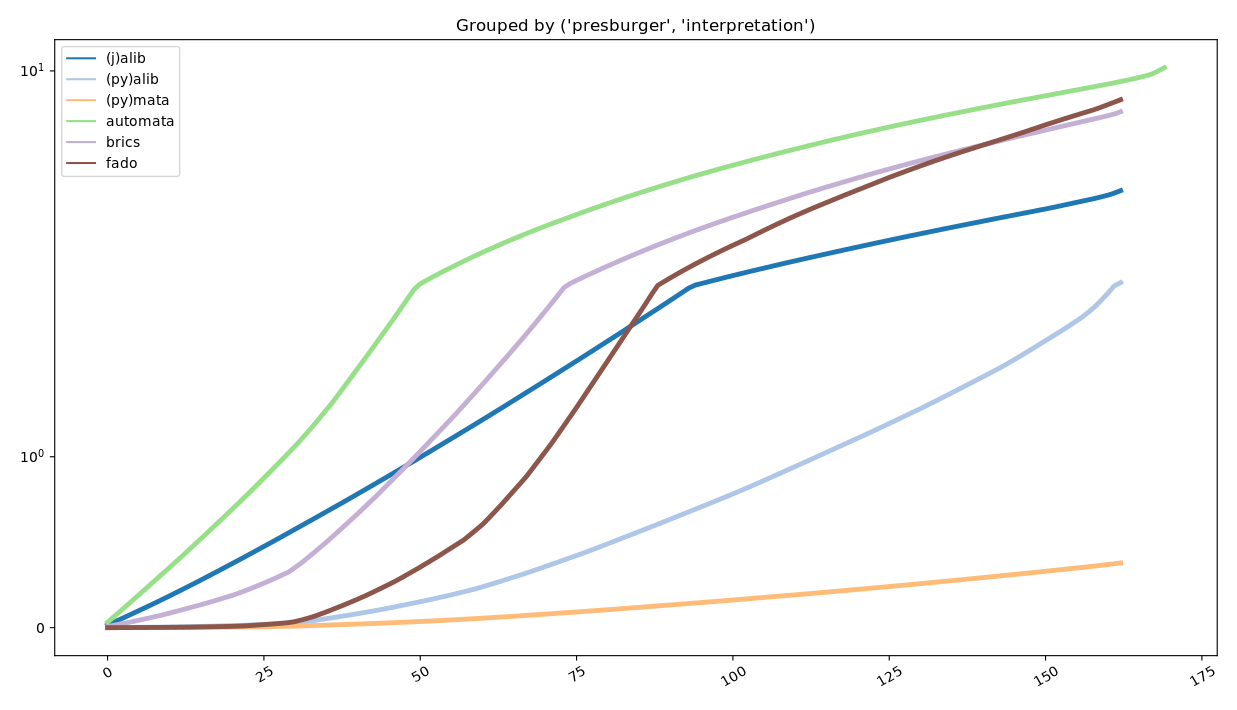 Grouped by ('presburger', 'interpretation')
(j)alib
(py)alib
(py)mata
automata
brics
fado
10¹
10⁰
0
0
25
50
75
100
125
150
175